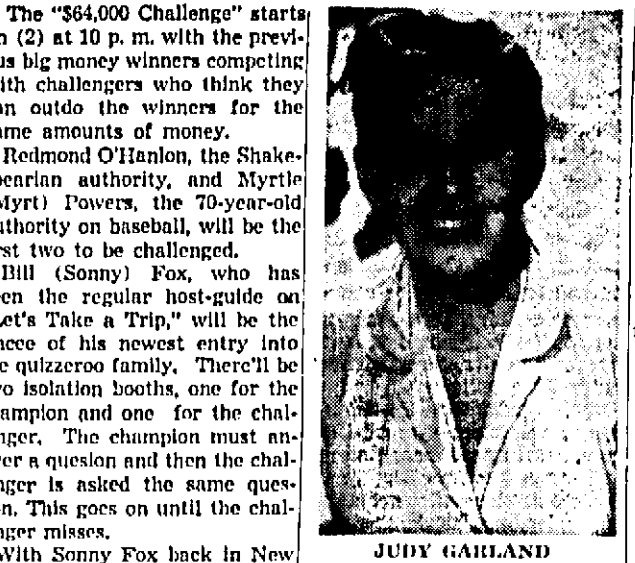 The "$64,000 Challenge" starts
n (2) at 10 p. m. with the previ-
us big money winners competing
ith challengers who think they
an outdo the winners for the
ame amounts of money.
Redmond O'Hanlon, the Shake-
pearian authority, and Myrtle
Myrt) Powers, the 70-year-old
uthority on baseball, will be the
rst two to be challenged.
Bill (Sonny) Fox, who has
een the regular host-guide on
Let's Take a Trip," will be the
mcee of his newest entry into
e quizzeroo family. There'll be
wo isolation booths, one for the
hampion and one for the chal-
nger. The champion must an-
wer a quesion and then the chal-
nger is asked the same ques-
on. This goes on until the chal-
nger misses.
With Sonny Fox back in New
JUDY GARLAND